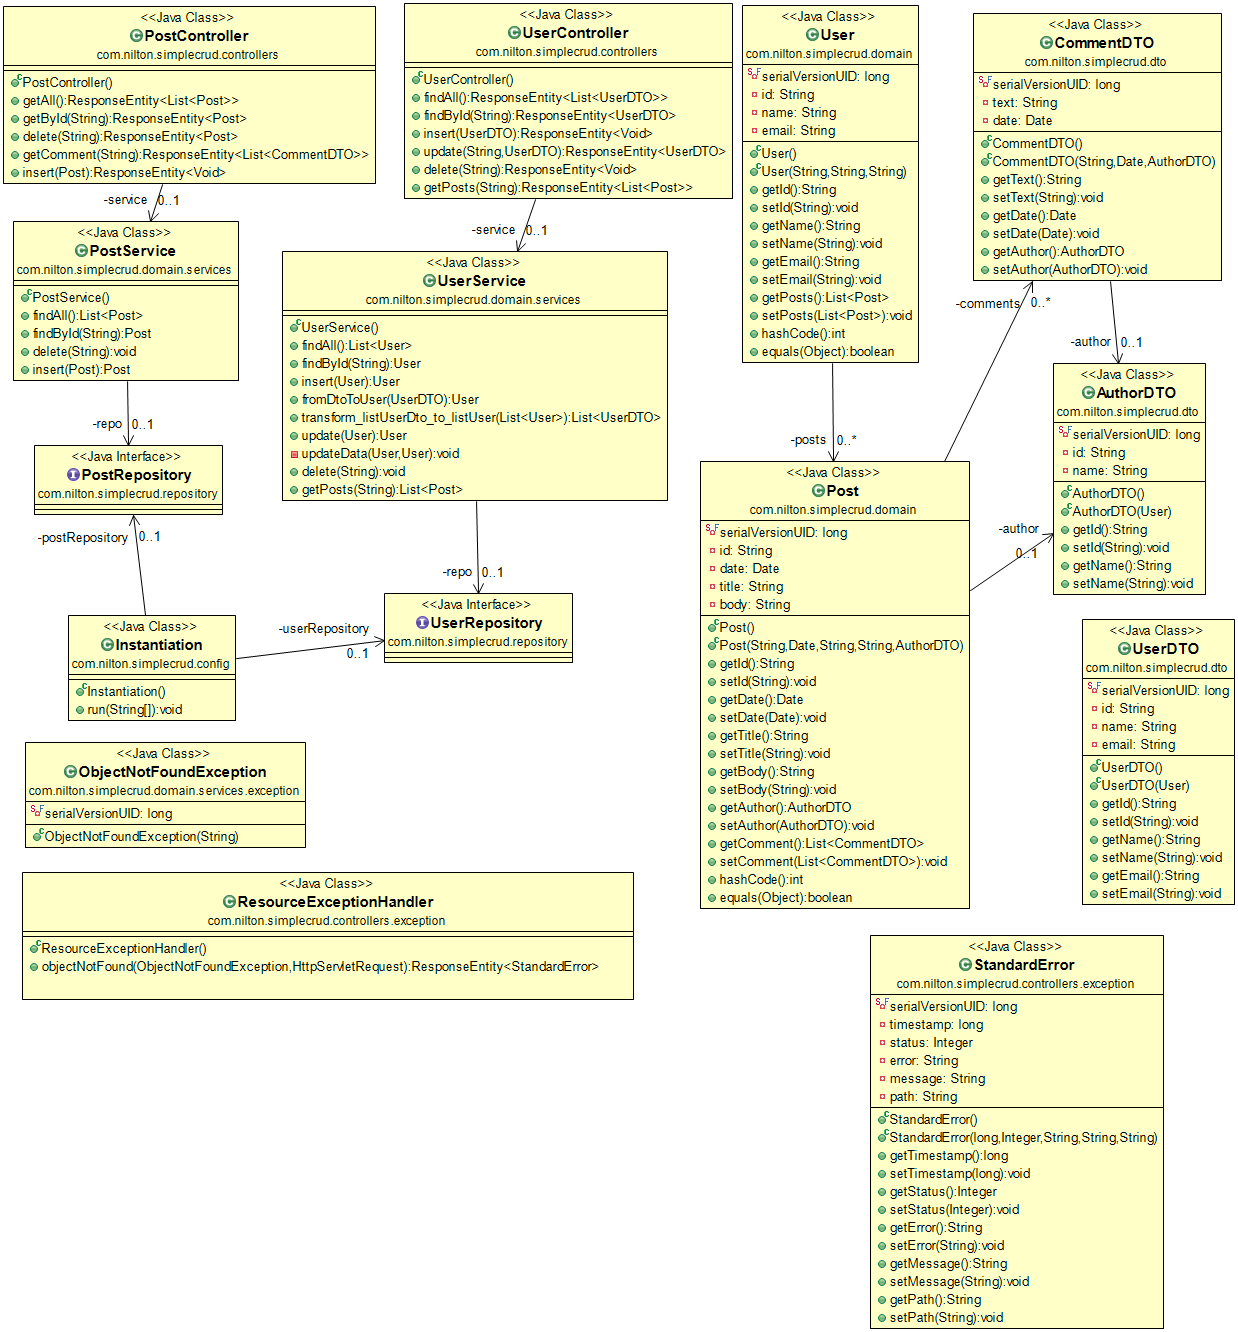 <<Java Class>>
PostController
com.nilton.simplecrud.controllers
PostController()
getAll():ResponseEntity<List<Post>>
getById(String):ResponseEntity<Post>
delete(String):ResponseEntity<Post>
getComment(String):ResponseEntity<List<CommentDTO>>
insert(Post):ResponseEntity<Void>
-service 0..1
<<Java Class>>
PostService
com.nilton.simplecrud.domain.services
PostService()
findAll():List<Post>
findById(String):Post
delete(String):void
insert(Post):Post
-repo 0..1
<<Java Interface>>
PostRepository
com.nilton.simplecrud.repository
-postRepository 0..1
<<Java Class>>
Instantiation
com.nilton.simplecrud.config
Instantiation()
run(String[]):void
-userRepository
0..1
<<Java Class>>
UserController
com.nilton.simplecrud.controllers
UserController()
findAll():ResponseEntity<List<UserDTO>>
findById(String):ResponseEntity<UserDTO>
insert(UserDTO):ResponseEntity<Void>
update(String,UserDTO):ResponseEntity<UserDTO>
delete(String):ResponseEntity<Void>
getPosts(String):ResponseEntity<List<Post>>
-service 0..1
<<Java Class>>
UserService
com.nilton.simplecrud.domain.services
UserService()
findAll():List<User>
findById(String):User
insert(User):User
fromDtoToUser(UserDTO):User
transform_listUserDto_to_listUser(List<User>):List<UserDTO>
update(User):User
updateData(User,User):void
delete(String):void
getPosts(String):List<Post>
-repo 0..1
<<Java Interface>>
UserRepository
com.nilton.simplecrud.repository
<<Java Class>>
User
com.nilton.simplecrud.domain
serialVersionUID: long
id: String
name: String
email: String
User()
User(String,String,String)
getId():String
setId(String):void
getName():String
setName(String):void
getEmail():String
setEmail(String):void
getPosts():List<Post>
setPosts(List<Post>):void
hashCode():int
equals(Object):boolean
-posts 0..*
<<Java Class>>
Post
com.nilton.simplecrud.domain
serialVersionUID: long
id: String
date: Date
title: String
body: String
Post()
Post(String,Date,String,String,AuthorDTO)
getId():String
setId(String):void
getDate():Date
setDate(Date):void
getTitle():String
setTitle(String):void
getBody():String
setBody(String):void
getAuthor():AuthorDTO
setAuthor(AuthorDTO):void
getComment():List<CommentDTO>
setComment(List<CommentDTO>):void
hashCode():int
equals(Object):boolean
<<Java Class>>
CommentDTO
com.nilton.simplecrud.dto
serialVersionUID: long
text: String
date: Date
CommentDTO()
CommentDTO(String,Date,AuthorDTO)
getText():String
setText(String):void
getDate():Date
setDate(Date):void
getAuthor():AuthorDTO
setAuthor(AuthorDTO):void
-comments 0..*
-author 0..1
<<Java Class>>
AuthorDTO
com.nilton.simplecrud.dto
serialVersionUID: long
id: String
name: String
AuthorDTO()
AuthorDTO(User)
getId():String
setId(String):void
getName():String
setName(String):void
-author
0..1
<<Java Class>>
UserDTO
com.nilton.simplecrud.dto
serialVersionUID: long
id: String
name: String
email: String
UserDTO()
UserDTO(User)
getId():String
setId(String):void
getName():String
setName(String):void
getEmail():String
setEmail(String):void
<<Java Class>>
ObjectNotFoundException
com.nilton.simplecrud.domain.services.exception
serialVersionUID: long
ObjectNotFoundException(String)
<<Java Class>>
ResourceExceptionHandler
com.nilton.simplecrud.controllers.exception
ResourceExceptionHandler()
objectNotFound(ObjectNotFoundException,HttpServletRequest):ResponseEntity<StandardError>
<<Java Class>>
StandardError
com.nilton.simplecrud.controllers.exception
serialVersionUID: long
timestamp: long
status: Integer
error: String
message: String
path: String
StandardError()
StandardError(long,Integer,String,String,String)
getTimestamp():long
setTimestamp(long):void
getStatus():Integer
setStatus(Integer):void
getError():String
setError(String):void
getMessage():String
setMessage(String):void
getPath():String
setPath(String):void